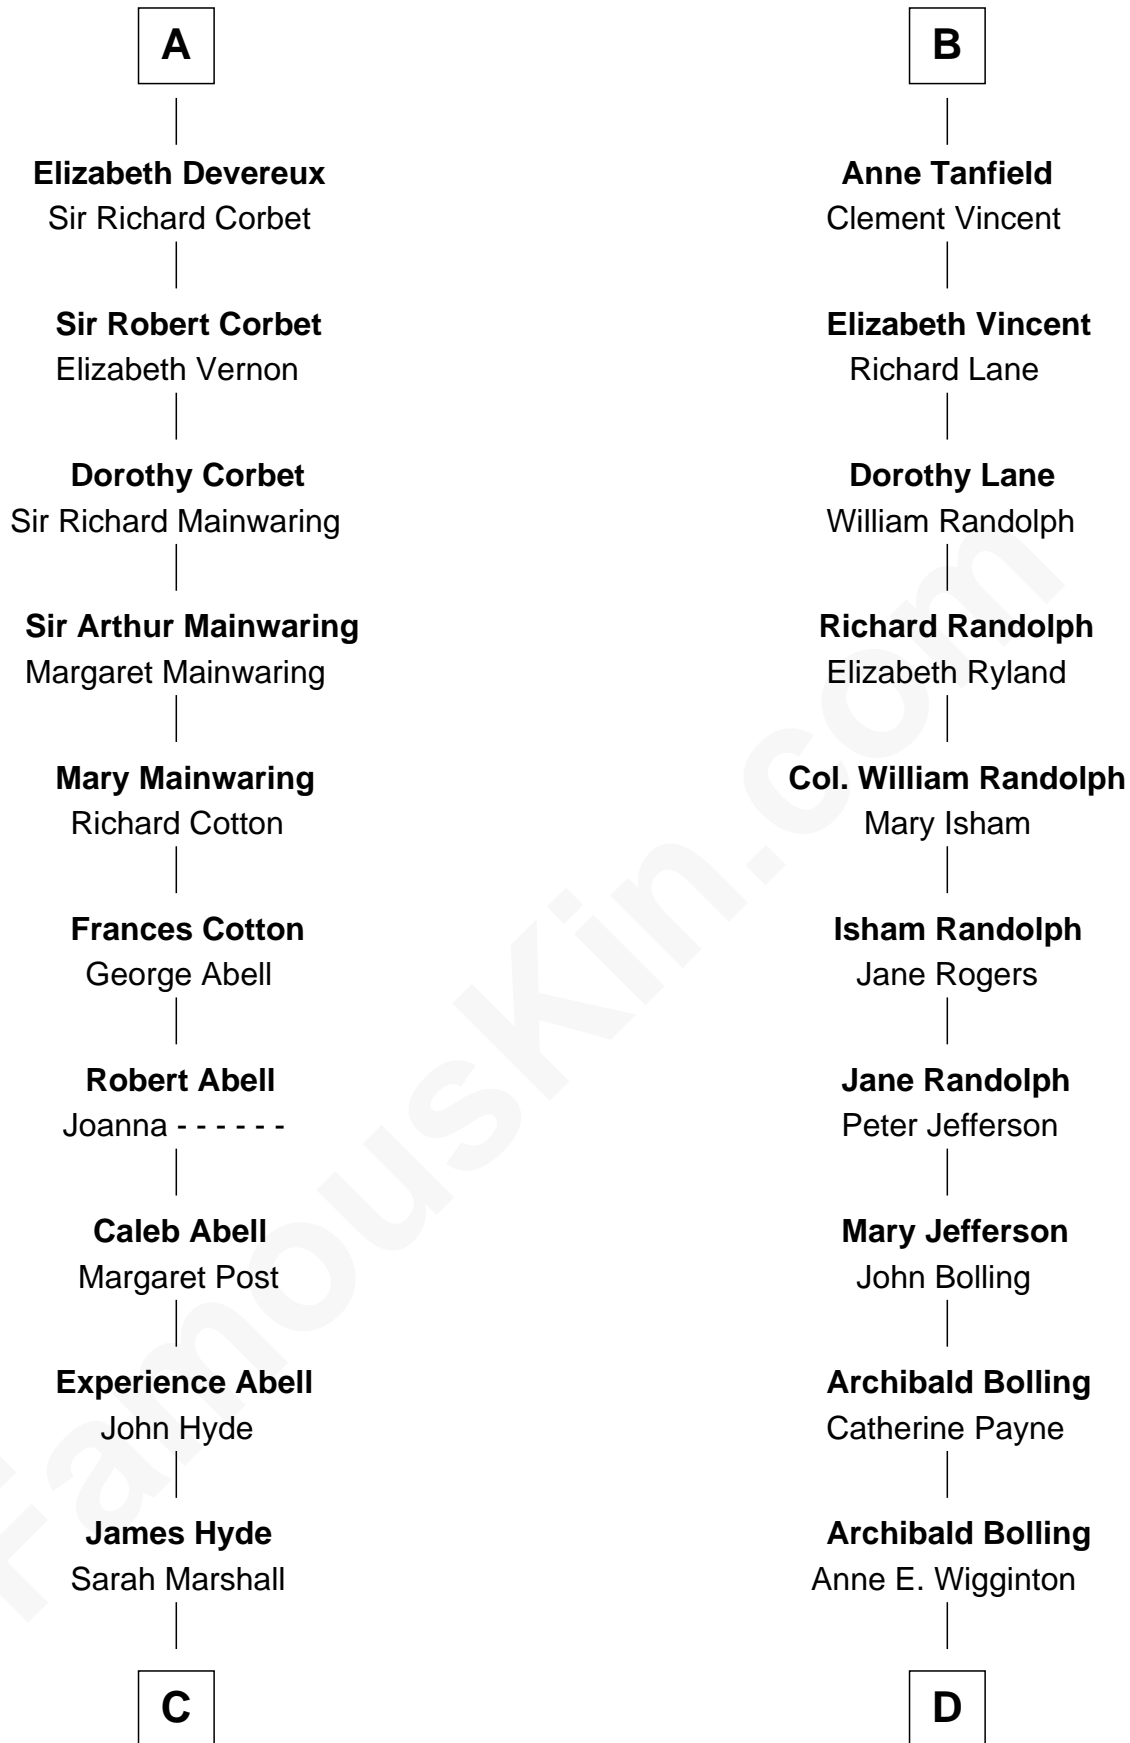 A
Elizabeth Devereux
Sir Richard Corbet
Sir Robert Corbet
Elizabeth Vernon
Dorothy Corbet
Sir Richard Mainwaring
Sir Arthur Mainwaring
Margaret Mainwaring
Mary Mainwaring
Richard Cotton
Frances Cotton
George Abell
Robert Abell
Joanna - - - - - -
Caleb Abell
Margaret Post
Experience Abell
John Hyde
James Hyde
Sarah Marshall
C
B
Anne Tanfield
Clement Vincent
Elizabeth Vincent
Richard Lane
Dorothy Lane
William Randolph
Richard Randolph
Elizabeth Ryland
Col. William Randolph
Mary Isham
Isham Randolph
Jane Rogers
Jane Randolph
Peter Jefferson
Mary Jefferson
John Bolling
Archibald Bolling
Catherine Payne
Archibald Bolling
Anne E. Wigginton
D
FamousKin.com